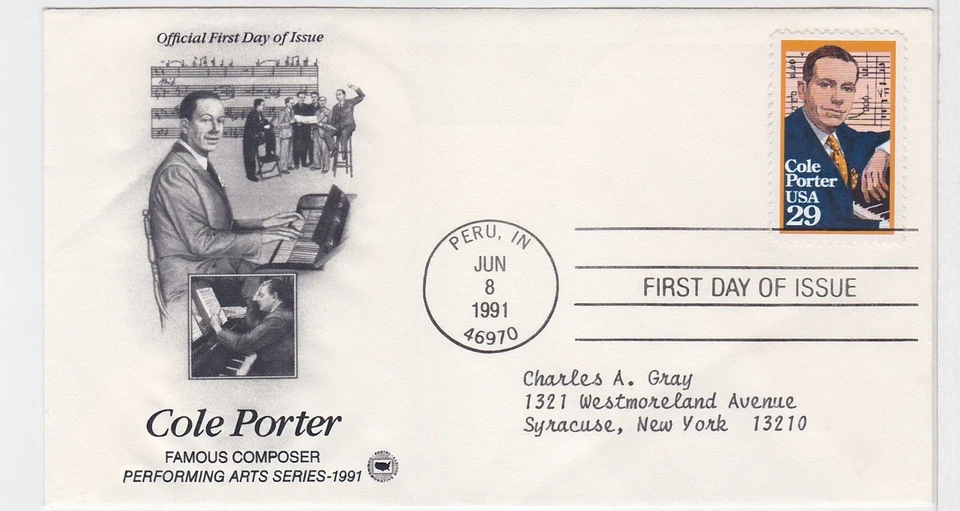 Official First Day of Issue
Cole
Porter
USA
29
PERU, IN
JUN
8
1991
46970
FIRST DAY OF ISSUE
Charles A. Gray
1321 Westmoreland Avenue
Syracuse, New York 13210
Cole Porter
FAMOUS COMPOSER
PERFORMING ARTS SERIES-1991